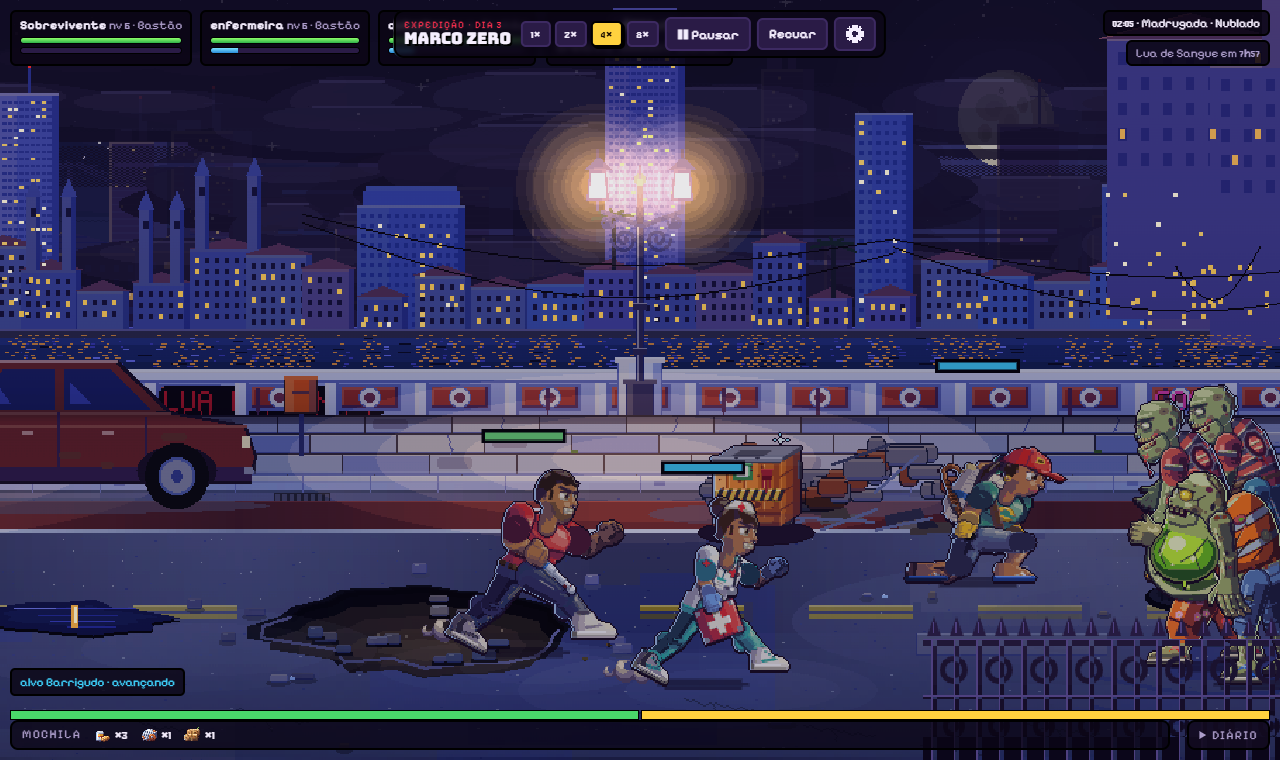 Sobrevivente nv 5 · Bastão
enfermeira nv 5 · Bastão
EXPEDIÇÃO · DIA 3
MARCO ZERO
1×
2×
4×
8×
Pausar
Recuar
02:05 · Madrugada · Nublado
Lua de Sangue em 7h57
LUA
alvo Barrigudo · avançando
MOCHILA
×3
×1
×1
DIÁRIO